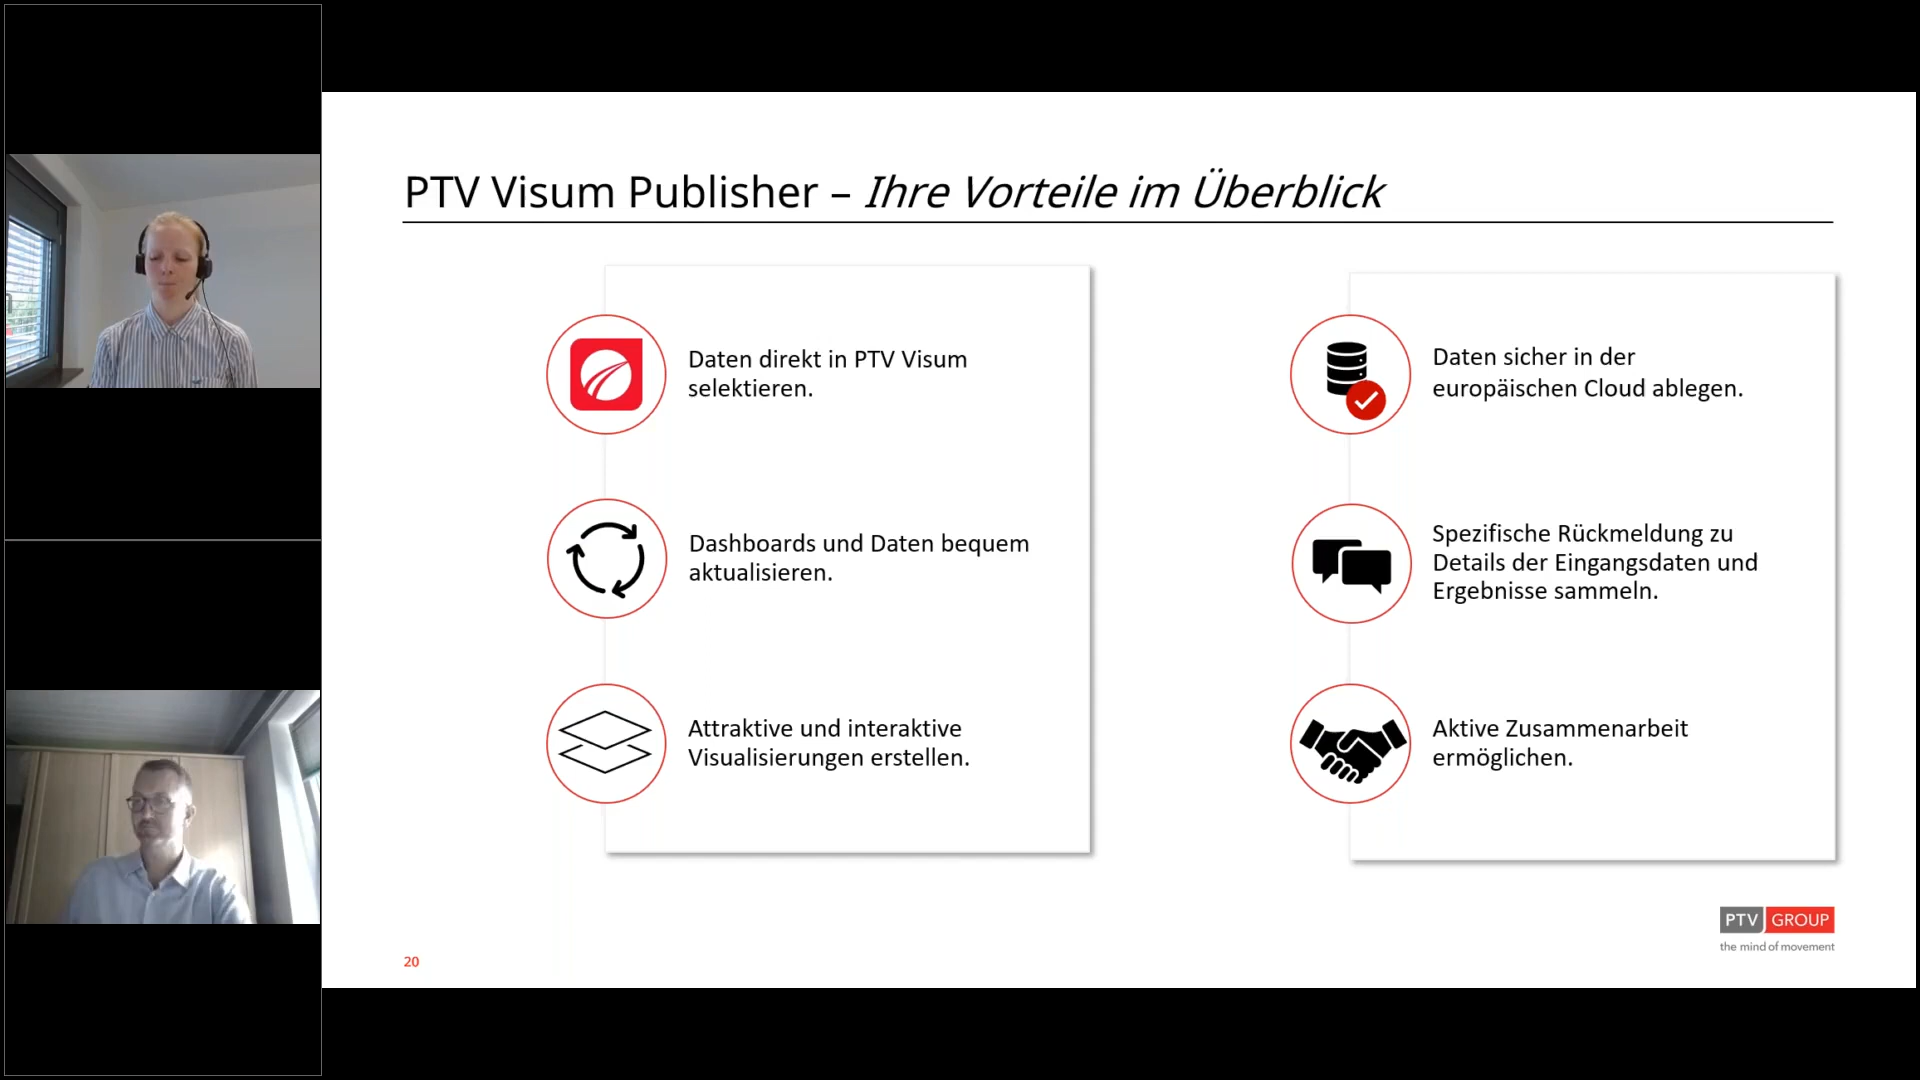 PTV Visum Publisher – Ihre Vorteile im Überblick
Daten direkt in PTV Visum
selektieren.
Dashboards und Daten bequem
aktualisieren.
Attraktive und interaktive
Visualisierungen erstellen.
Daten sicher in der
europäischen Cloud ablegen.
Spezifische Rückmeldung zu
Details der Eingangsdaten und
Ergebnisse sammeln.
Aktive Zusammenarbeit
ermöglichen.
PTV GROUP
the mind of movement
20